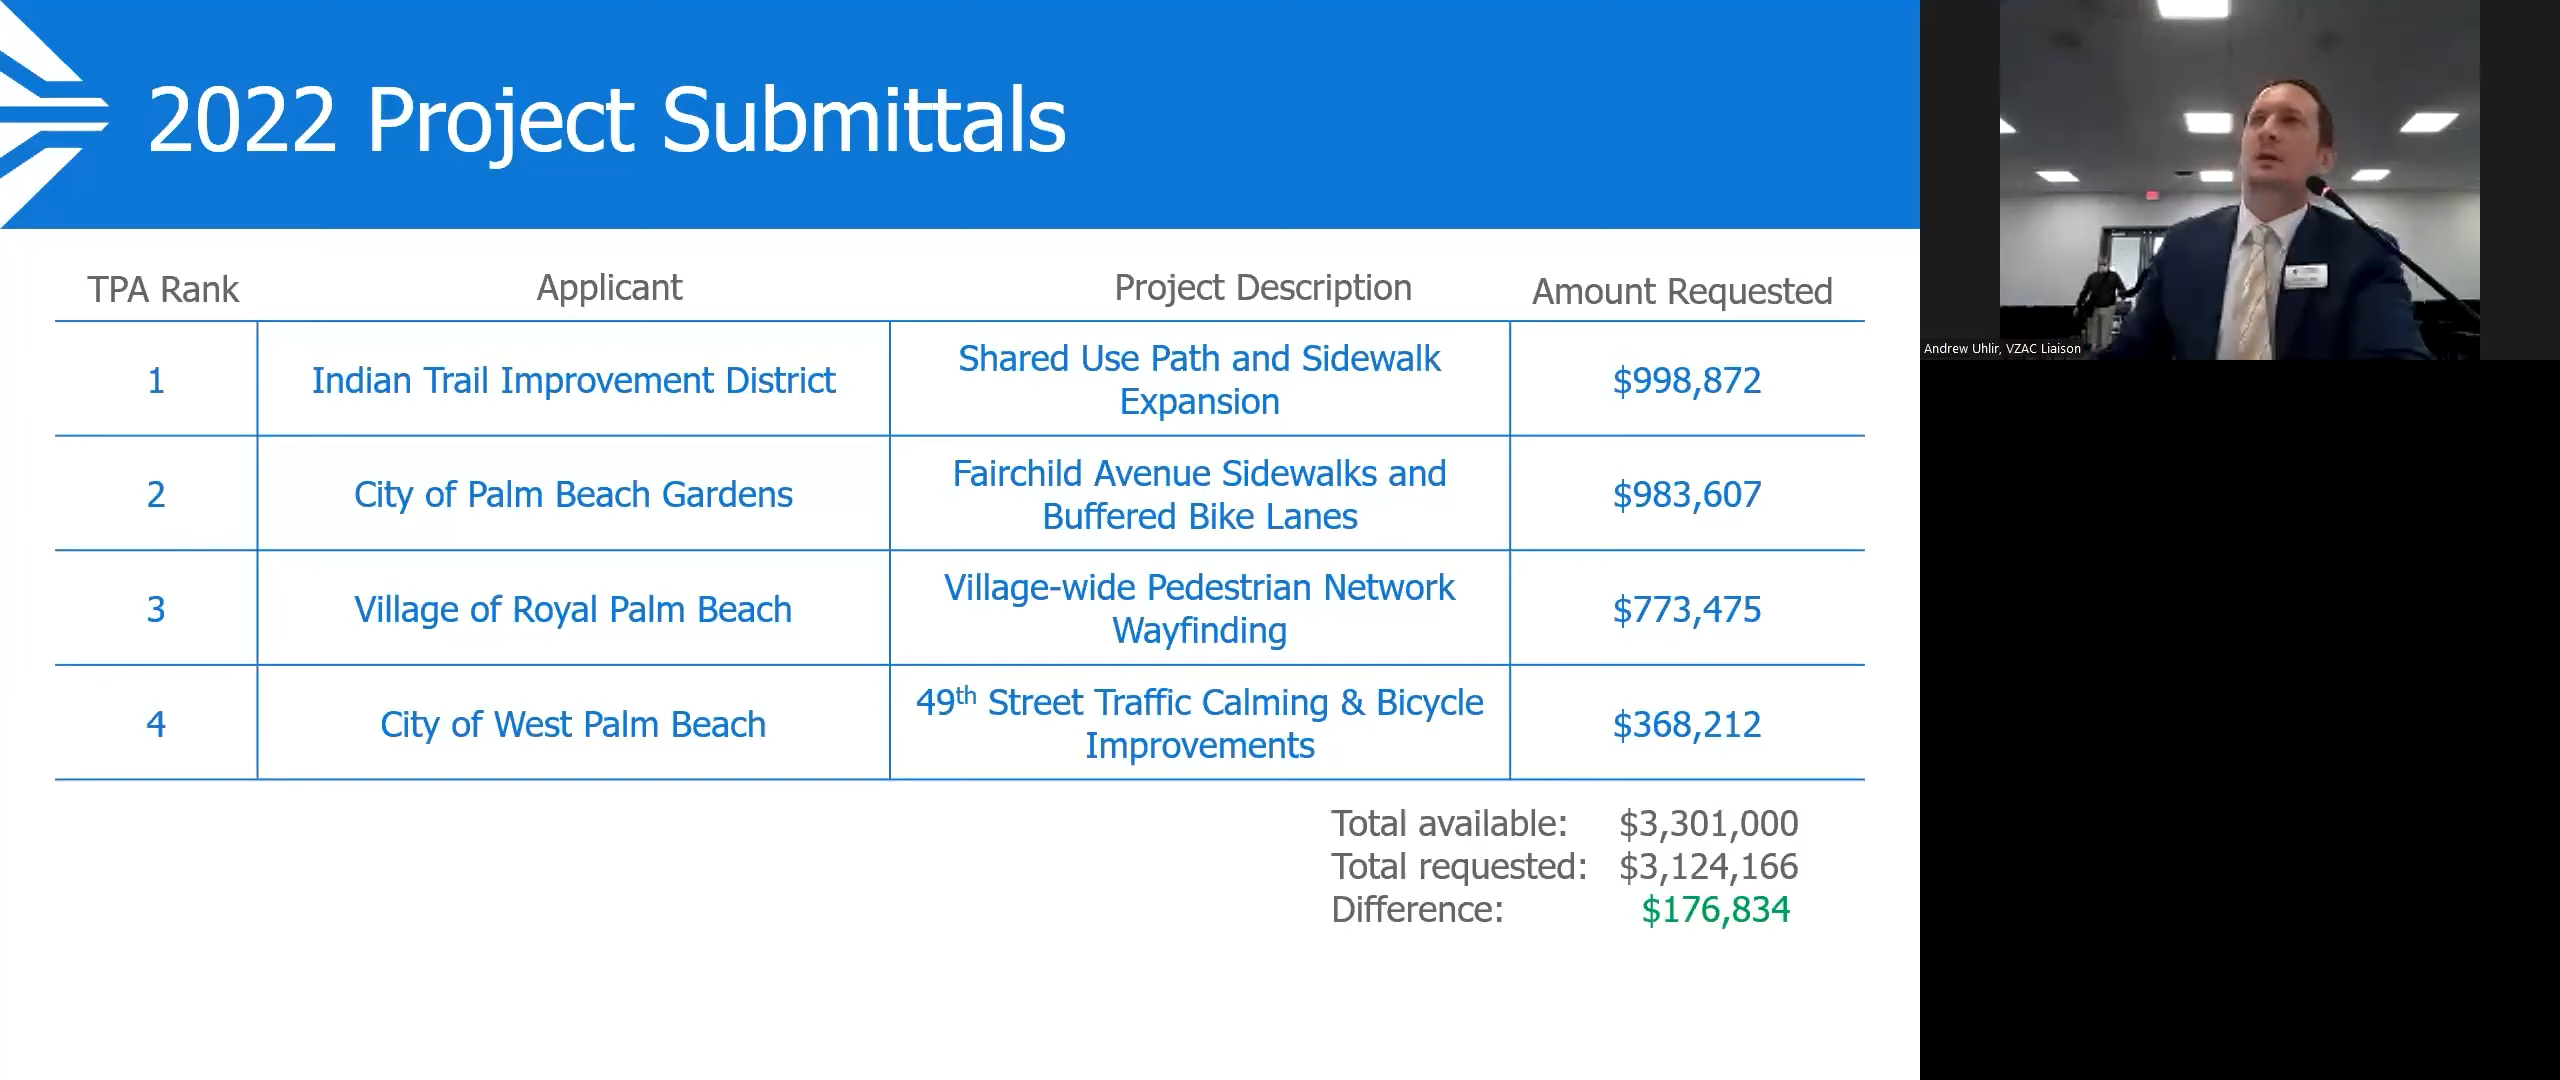 2022 Project Submittals
TPA Rank Applicant Project Description Amount Requested
1 Indian Trail Improvement District Shared Use Path and Sidewalk Expansion $998,872
2 City of Palm Beach Gardens Fairchild Avenue Sidewalks and Buffered Bike Lanes $983,607
3 Village of Royal Palm Beach Village-wide Pedestrian Network Wayfinding $773,475
4 City of West Palm Beach 49th Street Traffic Calming & Bicycle Improvements $368,212
Total available: $3,301,000
Total requested: $3,124,166
Difference: $176,834
Andrew Uhlir, VZAC Liaison